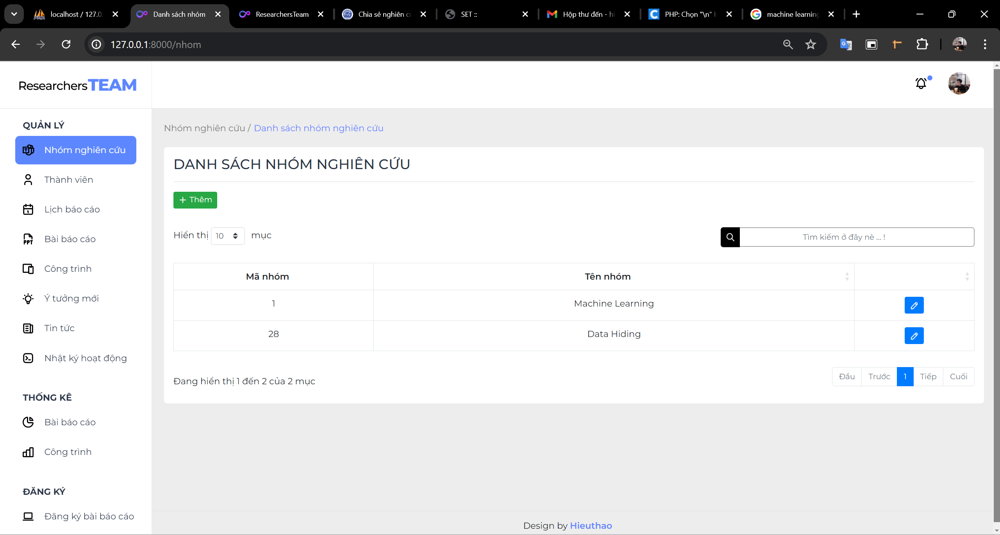 localhost / 127.0.
Danh sách nhóm
ResearchersTeam
Chia sẻ nghiên cứ
SET ::
Hộp thư đến - hi
PHP: Chọn "\n" H
machine learning
127.0.0.1:8000/nhom
ResearchersTEAM
QUẢN LÝ
Nhóm nghiên cứu
Thành viên
Lịch báo cáo
Bài báo cáo
Công trình
Ý tưởng mới
Tin tức
Nhật ký hoạt động
THỐNG KÊ
Bài báo cáo
Công trình
ĐĂNG KÝ
Đăng ký bài báo cáo
Nhóm nghiên cứu / Danh sách nhóm nghiên cứu
DANH SÁCH NHÓM NGHIÊN CỨU
+ Thêm
Hiển thị 10 mục
Tìm kiếm ở đây nè ... !
Mã nhóm Tên nhóm
1 Machine Learning
28 Data Hiding
Đang hiển thị 1 đến 2 của 2 mục
Đầu Trước 1 Tiếp Cuối
Design by Hieuthao